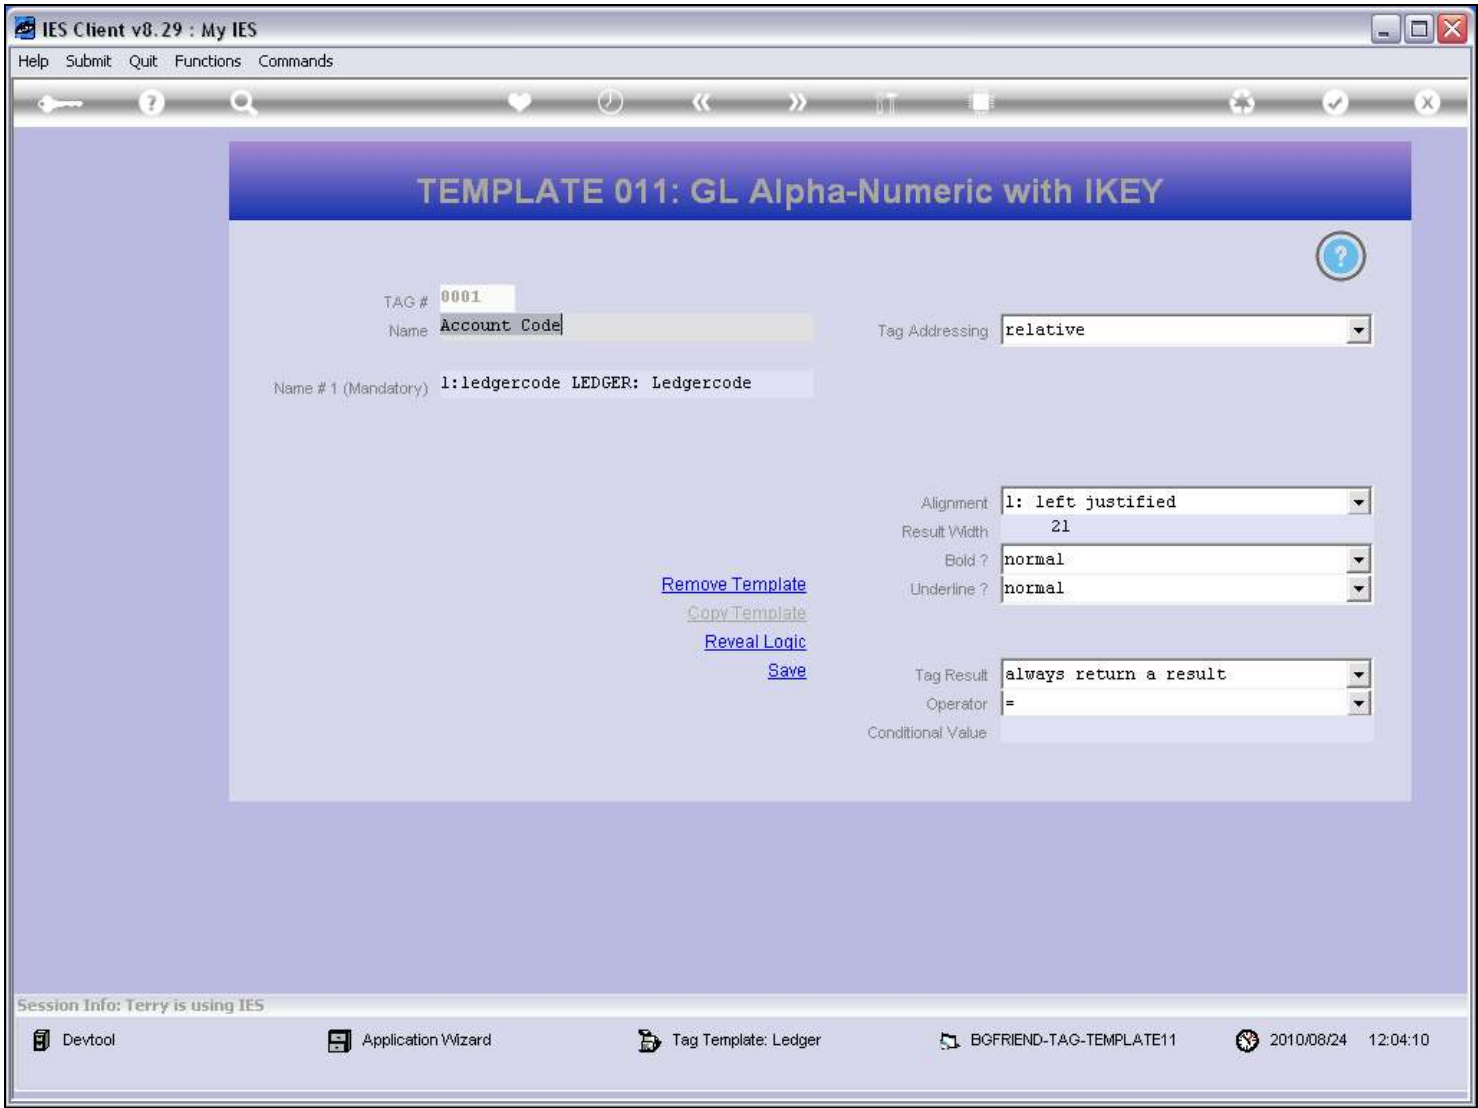 IES Client v8.29 : My IES
Help Submit Quit Functions Commands
TEMPLATE 011: GL Alpha-Numeric with IKEY
TAG # 0001
Name Account Code
Tag Addressing relative
Name # 1 (Mandatory) l:ledgercode LEDGER: Ledgercode
Alignment l: left justified
Result Width 21
Bold ? normal
Remove Template
Underline ? normal
Copy Template
Reveal Logic
Save
Tag Result always return a result
Operator =
Conditional Value
Session Info: Terry is using IES
Devtool Application Wizard Tag Template: Ledger BGFRIEND-TAG-TEMPLATE11 2010/08/24 12:04:10